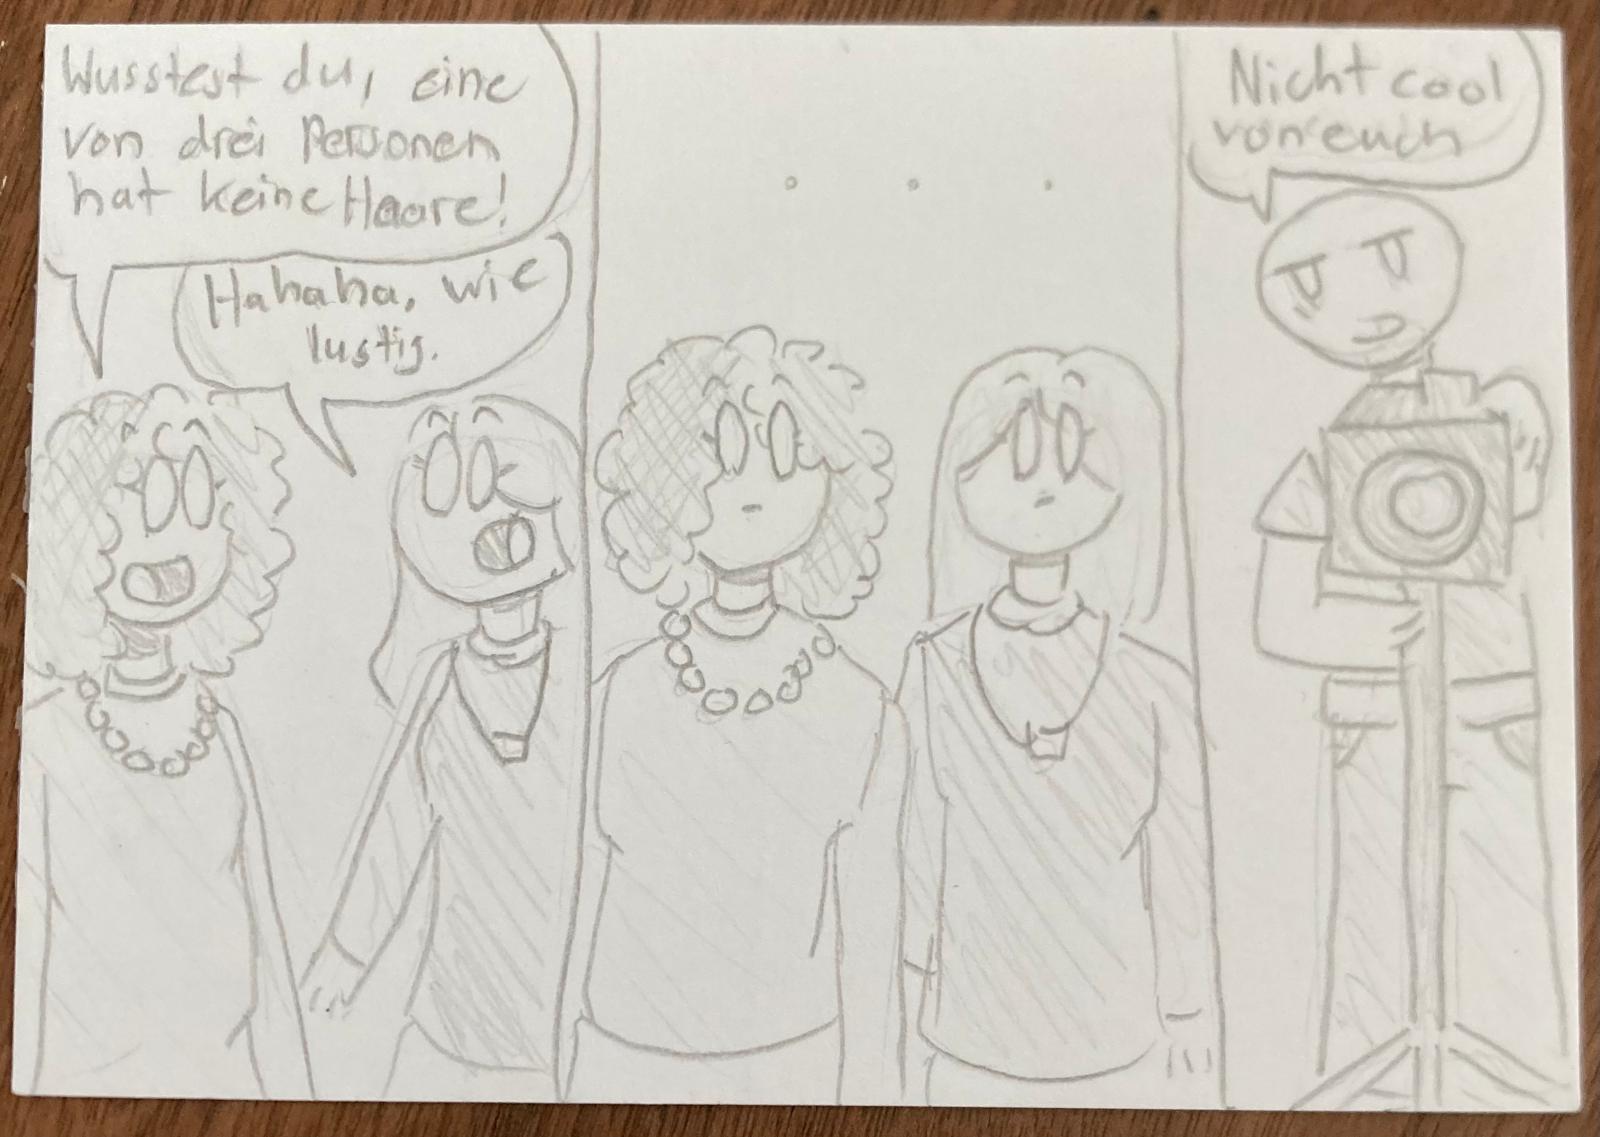 Wusstest du, eine
von drei Personen
hat keine Haare!
Hahaha, wie
lustig.
. . .
Nicht cool
von euch